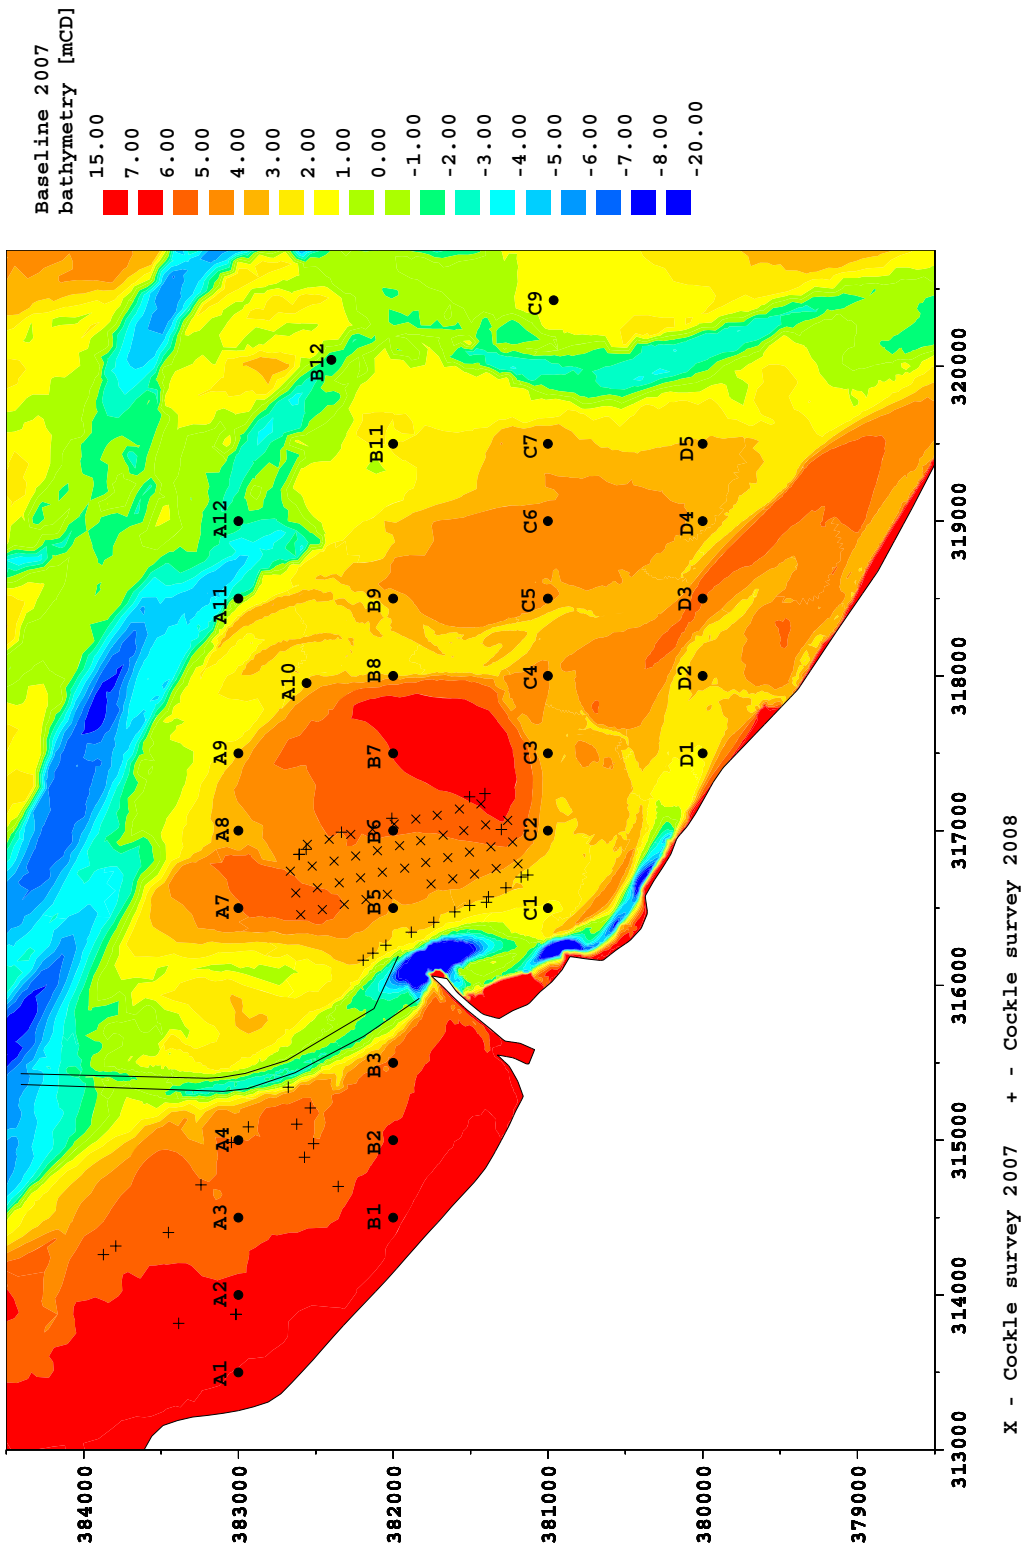 Baseline 2007
bathymetry [mCD]
15.00
7.00
6.00
5.00
4.00
3.00
2.00
1.00
0.00
-1.00
-2.00
-3.00
-4.00
-5.00
-6.00
-7.00
-8.00
-20.00
384000
383000
382000
381000
380000
379000
A1
A2
A3
A4
A7
A8
A9
A10
A11
A12
B1
B2
B3
B5
B6
B7
B8
B9
B11
B12
C1
C2
C3
C4
C5
C6
C7
C9
D1
D2
D3
D4
D5
313000
314000
315000
316000
317000
318000
319000
320000
X - Cockle survey 2007 + - Cockle survey 2008